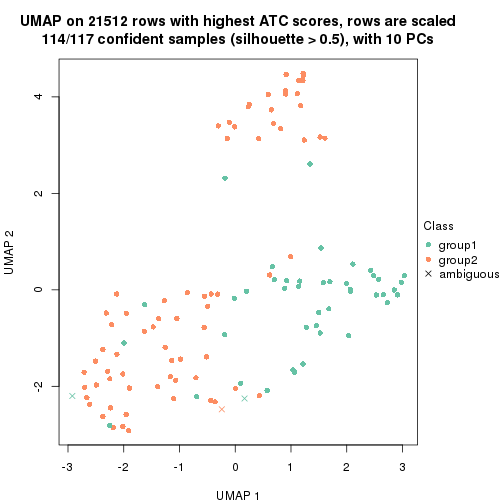 UMAP on 21512 rows with highest ATC scores, rows are scaled
114/117 confident samples (silhouette > 0.5), with 10 PCs
4
2
0
-2
UMAP 2
-3
-2
-1
0
1
2
3
UMAP 1
Class
group1
group2
ambiguous